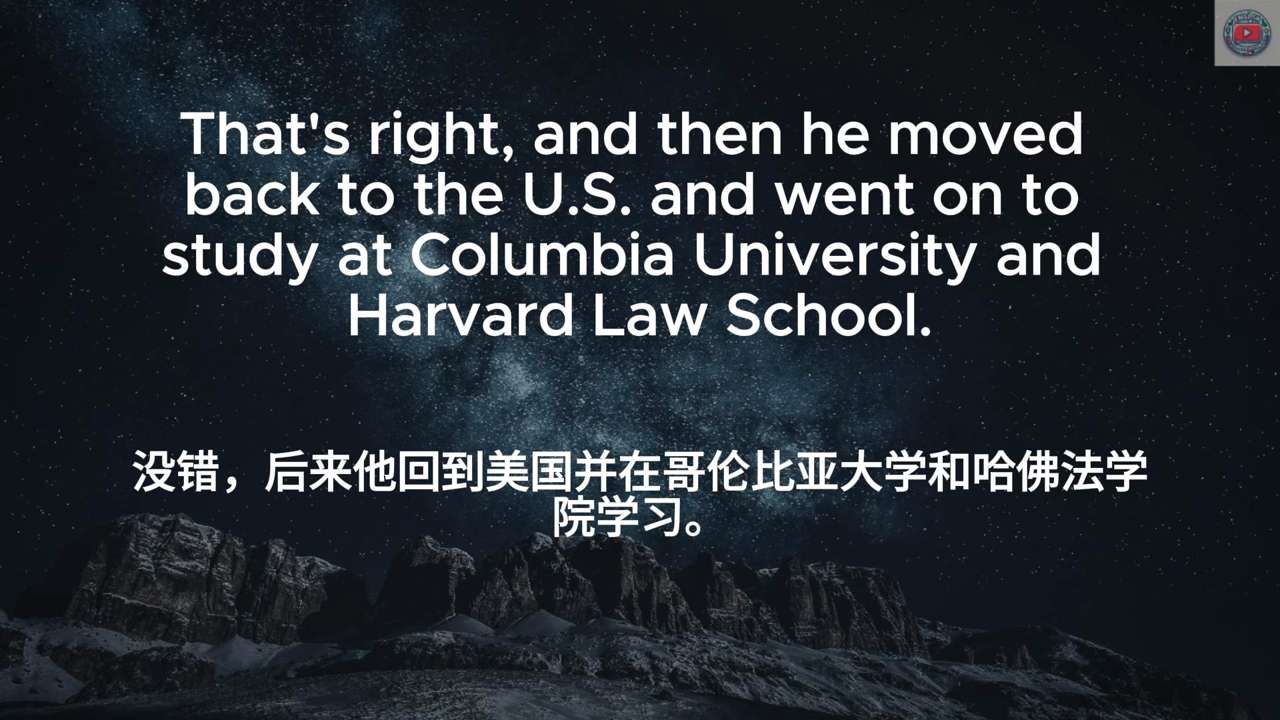 That's right, and then he moved
back to the U.S. and went on to
study at Columbia University and
Harvard Law School.
没错，后来他回到美国并在哥伦比亚大学和哈佛法学
院学习。